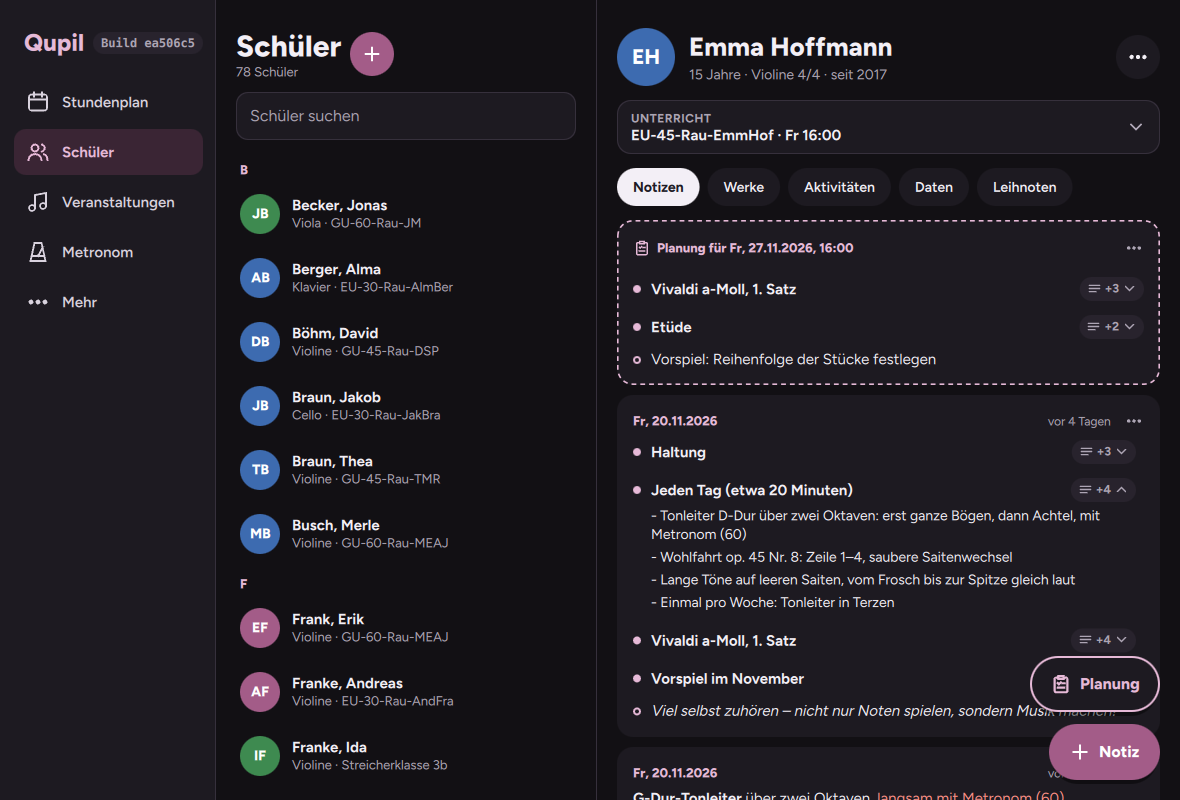 Qupil
Build ea506c5
Stundenplan
Schüler
Veranstaltungen
Metronom
Mehr
Schüler
78 Schüler
Schüler suchen
B
JB
Becker, Jonas
Viola · GU-60-Rau-JM
AB
Berger, Alma
Klavier · EU-30-Rau-AlmBer
DB
Böhm, David
Violine · GU-45-Rau-DSP
JB
Braun, Jakob
Cello · EU-30-Rau-JakBra
TB
Braun, Thea
Violine · GU-45-Rau-TMR
MB
Busch, Merle
Violine · GU-60-Rau-MEAJ
F
EF
Frank, Erik
Violine · GU-60-Rau-MEAJ
AF
Franke, Andreas
Violine · EU-30-Rau-AndFra
IF
Franke, Ida
Violine · Streicherklasse 3b
EH
Emma Hoffmann
15 Jahre · Violine 4/4 · seit 2017
UNTERRICHT
EU-45-Rau-EmmHof · Fr 16:00
Notizen
Werke
Aktivitäten
Daten
Leihnoten
Planung für Fr, 27.11.2026, 16:00
Vivaldi a-Moll, 1. Satz
+3
Etüde
+2
Vorspiel: Reihenfolge der Stücke festlegen
Fr, 20.11.2026
vor 4 Tagen
Haltung
+3
Jeden Tag (etwa 20 Minuten)
+4
- Tonleiter D-Dur über zwei Oktaven: erst ganze Bögen, dann Achtel, mit
Metronom (60)
- Wohlfahrt op. 45 Nr. 8: Zeile 1–4, saubere Saitenwechsel
- Lange Töne auf leeren Saiten, vom Frosch bis zur Spitze gleich laut
- Einmal pro Woche: Tonleiter in Terzen
Vivaldi a-Moll, 1. Satz
+4
Vorspiel im November
Planung
Viel selbst zuhören – nicht nur Noten spielen, sondern Musik machen!
Notiz
Fr, 20.11.2026
G-Dur-Tonleiter über zwei Oktaven, langsam mit Metronom (60)